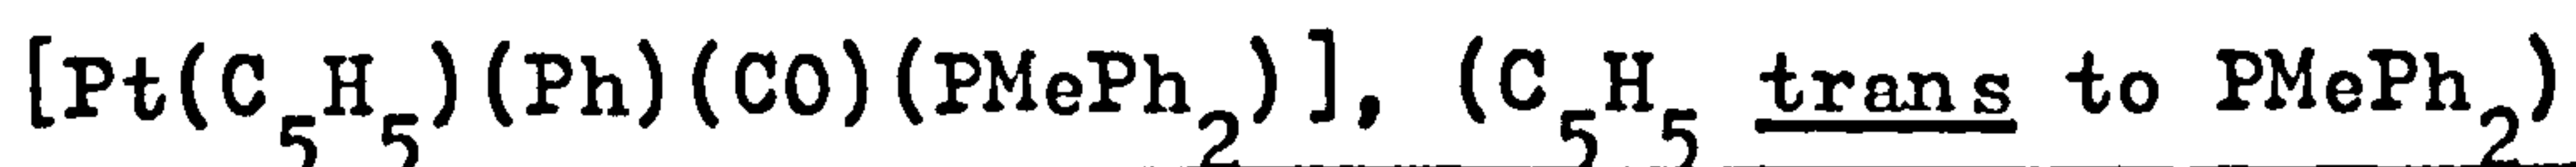 [Pt(C₅H₅)(Ph)(CO)(PMePh₂)], (C₅H₅ trans to PMePh₂)